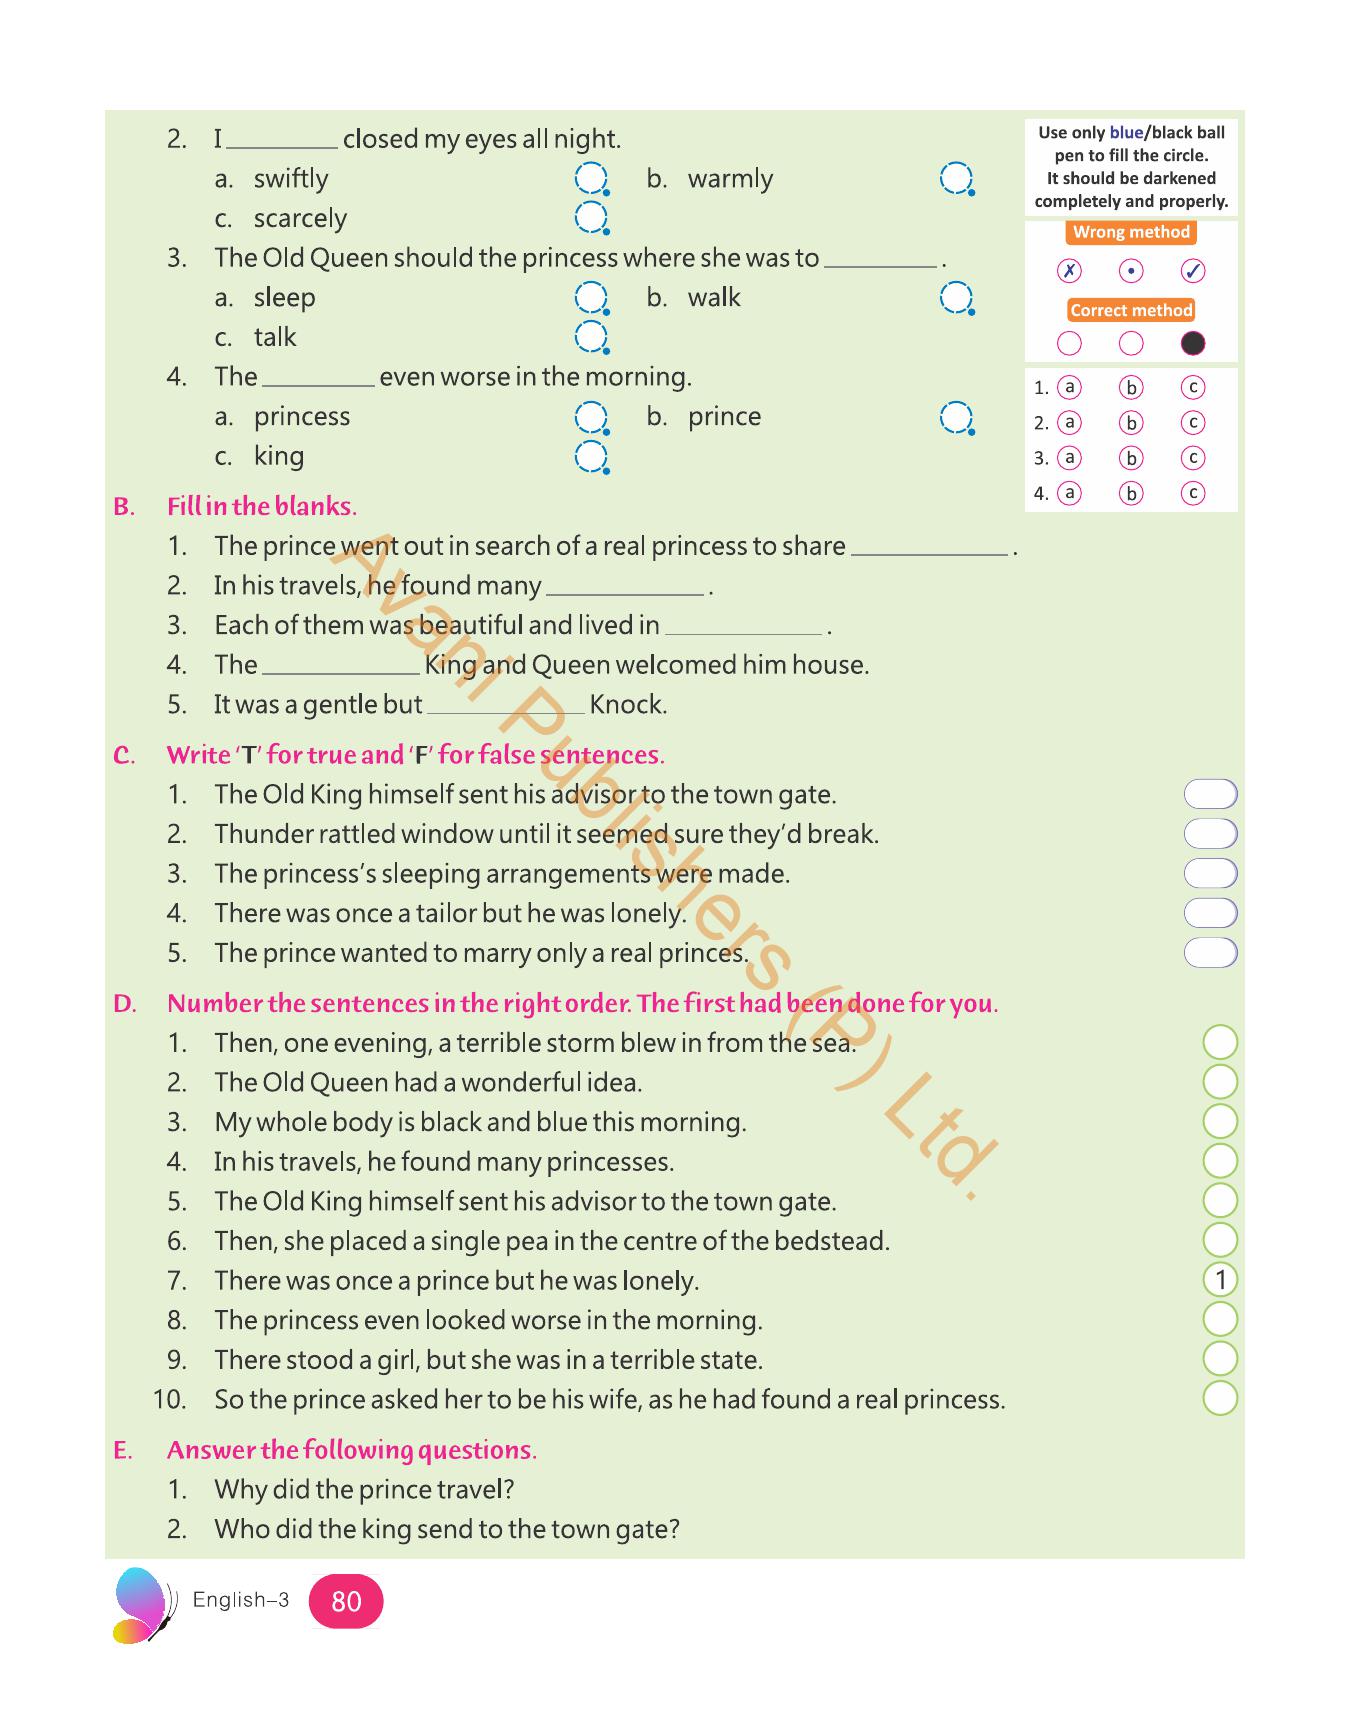 2. I ________ closed my eyes all night.
a. swiftly b. warmly
c. scarcely
3. The Old Queen should the princess where she was to ________ .
a. sleep b. walk
c. talk
4. The ________ even worse in the morning.
a. princess b. prince
c. king
Use only blue/black ball
pen to fill the circle.
It should be darkened
completely and properly.
Wrong method
✗ • ✓
Correct method
1. a b c
2. a b c
3. a b c
4. a b c
B. Fill in the blanks.
1. The prince went out in search of a real princess to share ___________ .
2. In his travels, he found many ___________ .
3. Each of them was beautiful and lived in ___________ .
4. The ___________ King and Queen welcomed him house.
5. It was a gentle but ___________ Knock.
C. Write ‘T’ for true and ‘F’ for false sentences.
1. The Old King himself sent his advisor to the town gate.
2. Thunder rattled window until it seemed sure they’d break.
3. The princess’s sleeping arrangements were made.
4. There was once a tailor but he was lonely.
5. The prince wanted to marry only a real princes.
D. Number the sentences in the right order. The first had been done for you.
1. Then, one evening, a terrible storm blew in from the sea.
2. The Old Queen had a wonderful idea.
3. My whole body is black and blue this morning.
4. In his travels, he found many princesses.
5. The Old King himself sent his advisor to the town gate.
6. Then, she placed a single pea in the centre of the bedstead.
7. There was once a prince but he was lonely. 1
8. The princess even looked worse in the morning.
9. There stood a girl, but she was in a terrible state.
10. So the prince asked her to be his wife, as he had found a real princess.
E. Answer the following questions.
1. Why did the prince travel?
2. Who did the king send to the town gate?
Avani Publishers (P) Ltd.
English–3 80